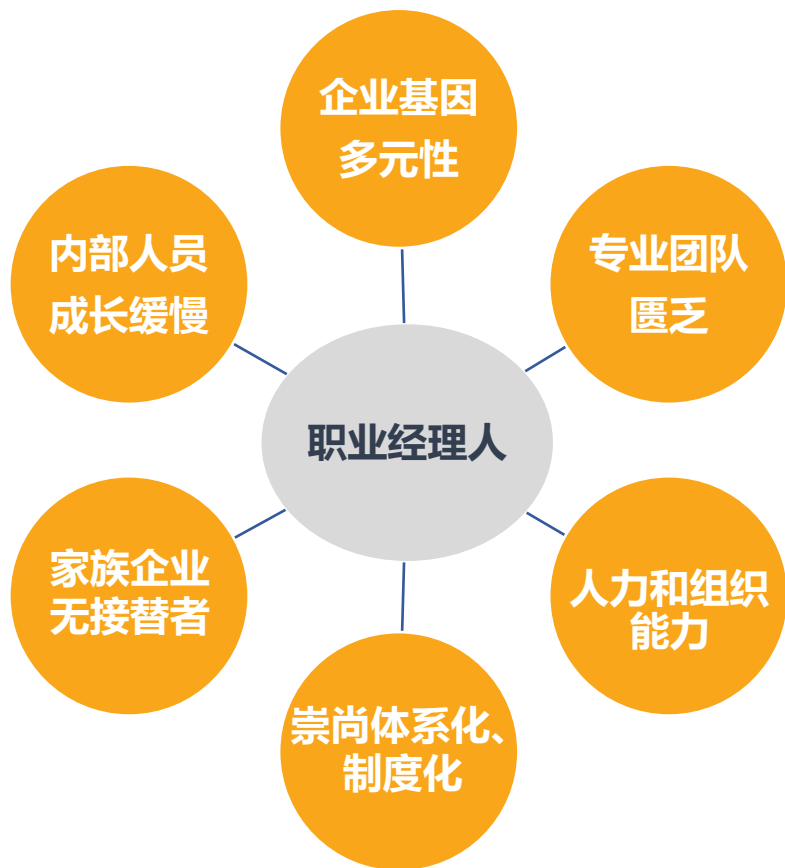 企业基因
多元性
内部人员
成长缓慢
专业团队
匮乏
职业经理人
家族企业
无接替者
人力和组织
能力
崇尚体系化、
制度化